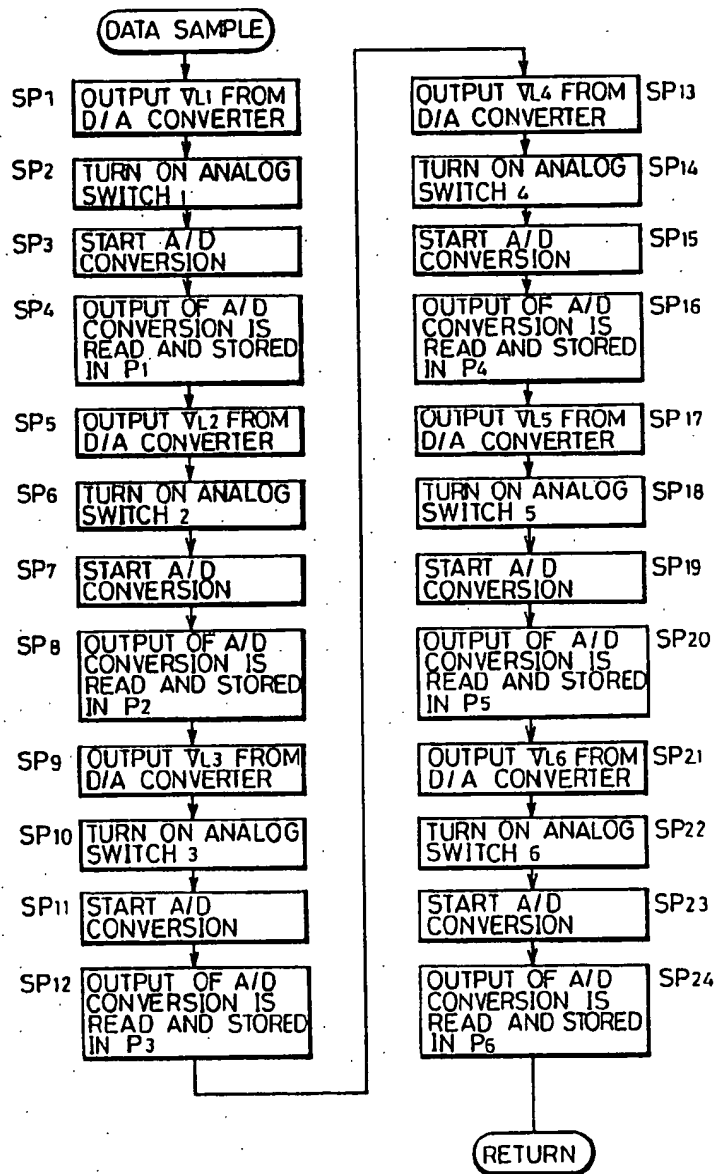 DATA SAMPLE
SP1
OUTPUT VL1 FROM
D/A CONVERTER
SP2
TURN ON ANALOG
SWITCH 1
SP3
START A/D
CONVERSION
SP4
OUTPUT OF A/D
CONVERSION IS
READ AND STORED
IN P1
SP5
OUTPUT VL2 FROM
D/A CONVERTER
SP6
TURN ON ANALOG
SWITCH 2
SP7
START A/D
CONVERSION
SP8
OUTPUT OF A/D
CONVERSION IS
READ AND STORED
IN P2
SP9
OUTPUT VL3 FROM
D/A CONVERTER
SP10
TURN ON ANALOG
SWITCH 3
SP11
START A/D
CONVERSION
SP12
OUTPUT OF A/D
CONVERSION IS
READ AND STORED
IN P3
OUTPUT VL4 FROM
D/A CONVERTER
SP13
TURN ON ANALOG
SWITCH 4
SP14
START A/D
CONVERSION
SP15
OUTPUT OF A/D
CONVERSION IS
READ AND STORED
IN P4
SP16
OUTPUT VL5 FROM
D/A CONVERTER
SP17
TURN ON ANALOG
SWITCH 5
SP18
START A/D
CONVERSION
SP19
OUTPUT OF A/D
CONVERSION IS
READ AND STORED
IN P5
SP20
OUTPUT VL6 FROM
D/A CONVERTER
SP21
TURN ON ANALOG
SWITCH 6
SP22
START A/D
CONVERSION
SP23
OUTPUT OF A/D
CONVERSION IS
READ AND STORED
IN P6
SP24
RETURN